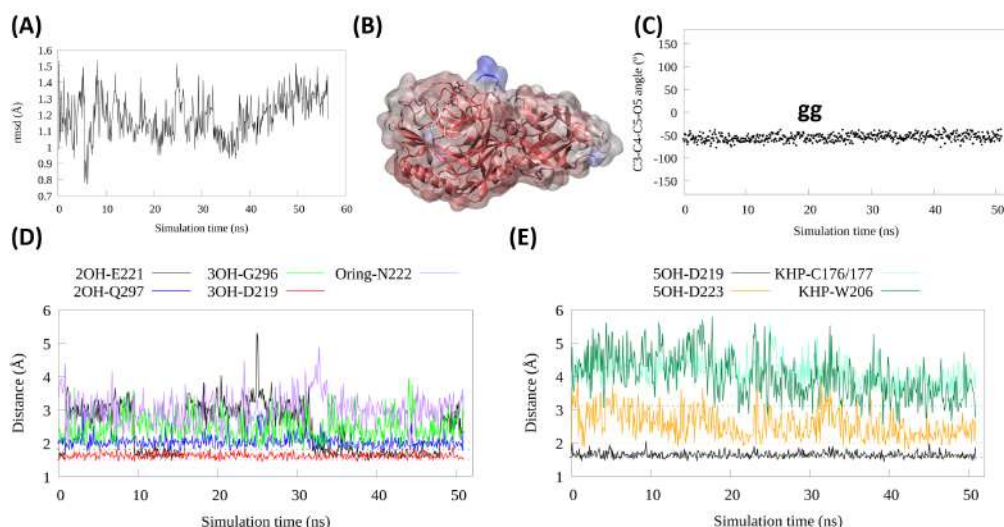 (A)
1.6
1.5
1.4
1.3
1.2
1.1
1
0.9
0.8
0.7
rmsd (Å)
0 10 20 30 40 50 60
Simulation time (ns)
(B)
(C)
150
100
50
0
-50
-100
-150
C3-C4-C5-O5 angle (°)
gg
0 10 20 30 40 50
Simulation time (ns)
(D)
2OH-E221 3OH-G296 Oring-N222
2OH-Q297 3OH-D219
6
5
4
3
2
1
Distance (Å)
0 10 20 30 40 50
Simulation time (ns)
(E)
5OH-D219 KHP-C176/177
5OH-D223 KHP-W206
6
5
4
3
2
1
Distance (Å)
0 10 20 30 40 50
Simulation time (ns)